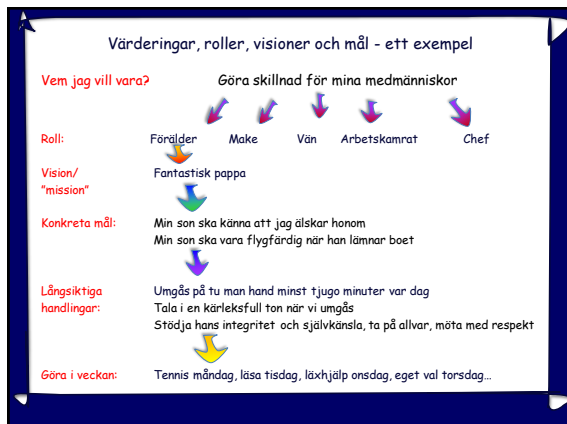 Värderingar, roller, visioner och mål - ett exempel
Vem jag vill vara? Göra skillnad för mina medmänniskor
Roll: Förälder Make Vän Arbetskamrat Chef
Vision/ Fantastisk pappa
"mission"
Konkreta mål: Min son ska känna att jag älskar honom
Min son ska vara flygfärdig när han lämnar boet
Långsiktiga Umgås på tu man hand minst tjugo minuter var dag
handlingar: Tala i en kärleksfull ton när vi umgås
Stödja hans integritet och självkänsla, ta på allvar, möta med respekt
Göra i veckan: Tennis måndag, läsa tisdag, läxhjälp onsdag, eget val torsdag...